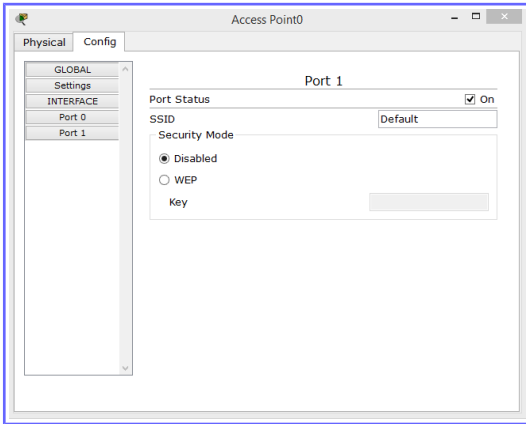 Access Point0
Physical Config
GLOBAL
Settings
INTERFACE
Port 0
Port 1
Port 1
Port Status On
SSID Default
Security Mode
Disabled
WEP
Key